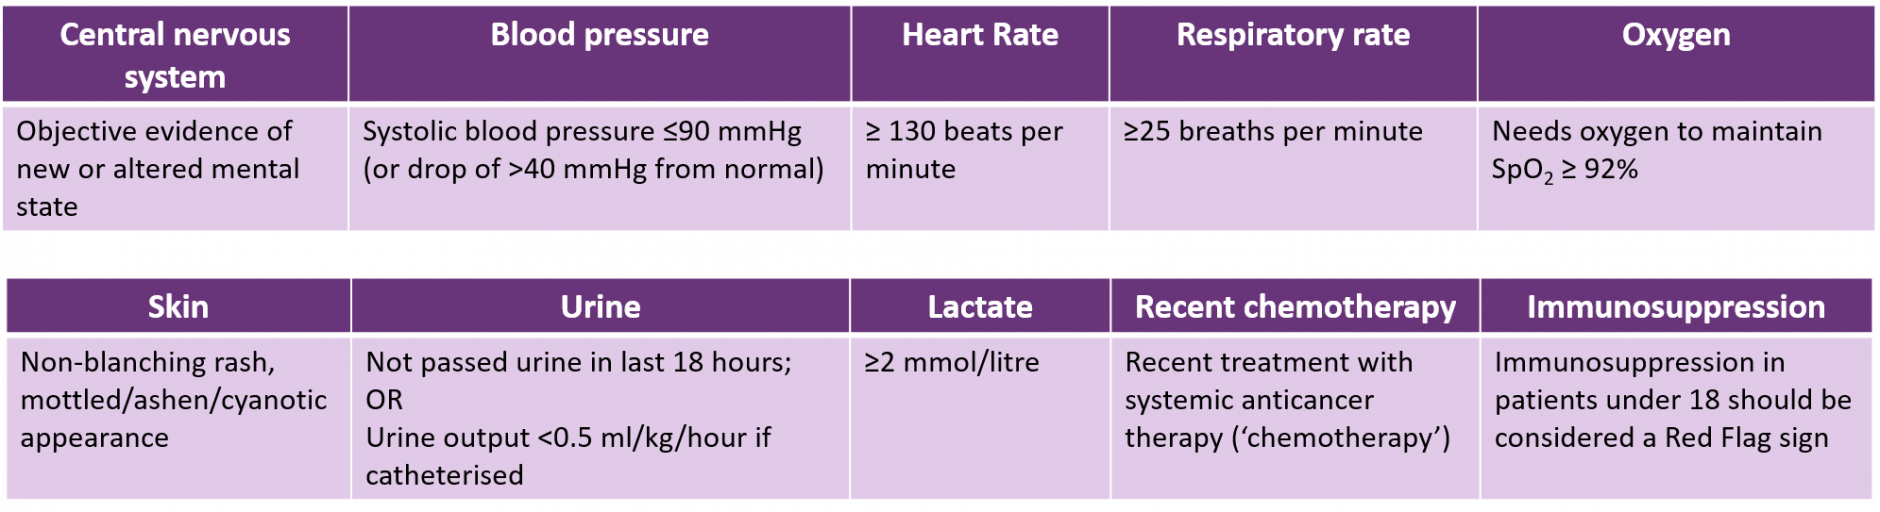 Central nervous
system
Blood pressure
Heart Rate
Respiratory rate
Oxygen
Objective evidence of
new or altered mental
state
Systolic blood pressure ≤90 mmHg
(or drop of >40 mmHg from normal)
≥ 130 beats per
minute
≥25 breaths per minute
Needs oxygen to maintain
SpO₂ ≥ 92%
Skin
Urine
Lactate
Recent chemotherapy
Immunosuppression
Non-blanching rash,
mottled/ashen/cyanotic
appearance
Not passed urine in last 18 hours;
OR
Urine output <0.5 ml/kg/hour if
catheterised
≥2 mmol/litre
Recent treatment with
systemic anticancer
therapy (‘chemotherapy’)
Immunosuppression in
patients under 18 should be
considered a Red Flag sign